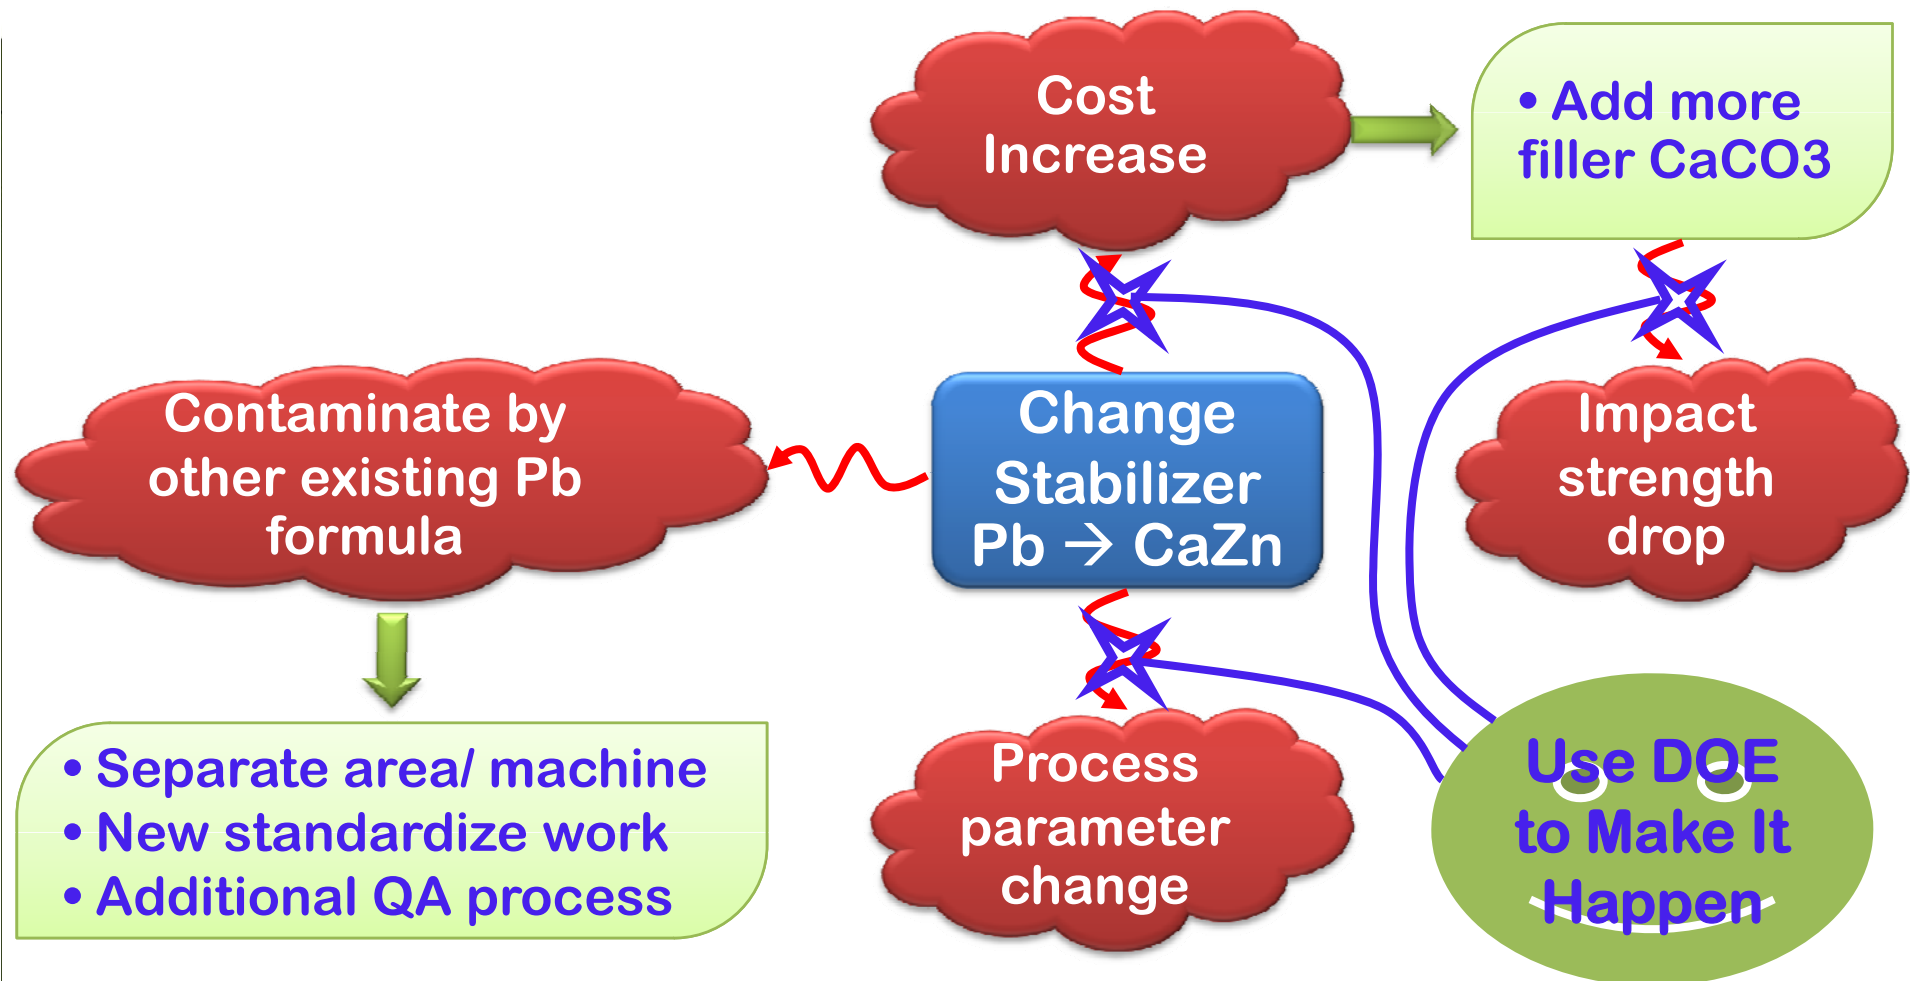 Cost
Increase
• Add more
filler CaCO3
Contaminate by
other existing Pb
formula
Change
Stabilizer
Pb → CaZn
Impact
strength
drop
• Separate area/ machine
• New standardize work
• Additional QA process
Process
parameter
change
Use DOE
to Make It
Happen